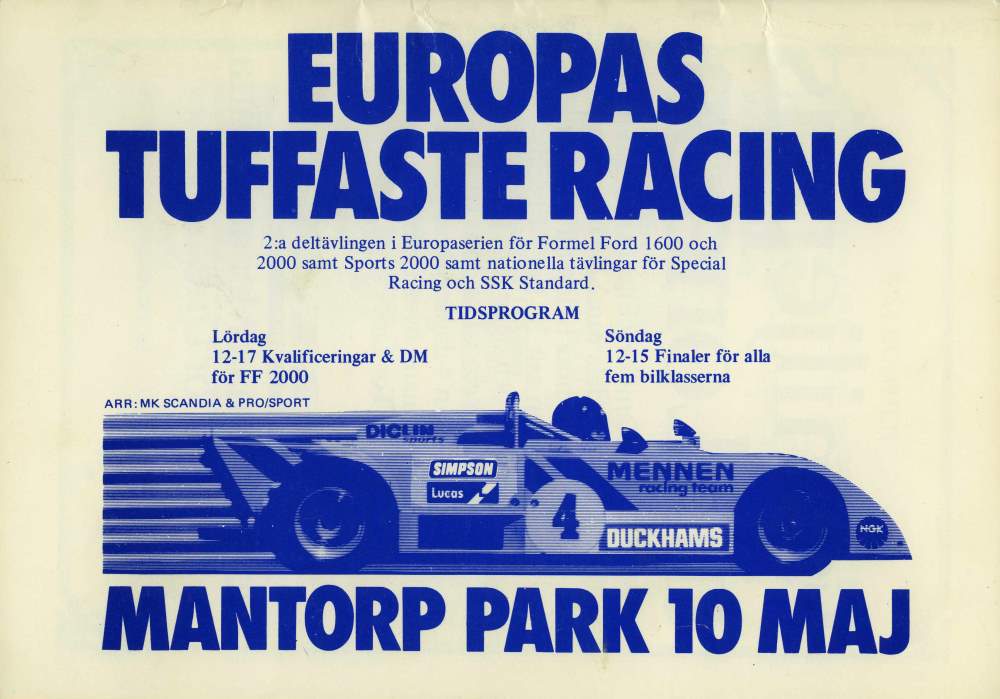 EUROPAS
TUFFASTE RACING
2:a deltävlingen i Europaserien för Formel Ford 1600 och
2000 samt Sports 2000 samt nationella tävlingar för Special
Racing och SSK Standard.
TIDSPROGRAM
Lördag
12-17 Kvalificeringar & DM
för FF 2000
Söndag
12-15 Finaler för alla
fem bilklasserna
ARR: MK SCANDIA & PRO/SPORT
DICLIN
sports
SIMPSON
Lucas
MENNEN
racing team
4
DUCKHAMS
NGK
MANTORP PARK 10 MAJ